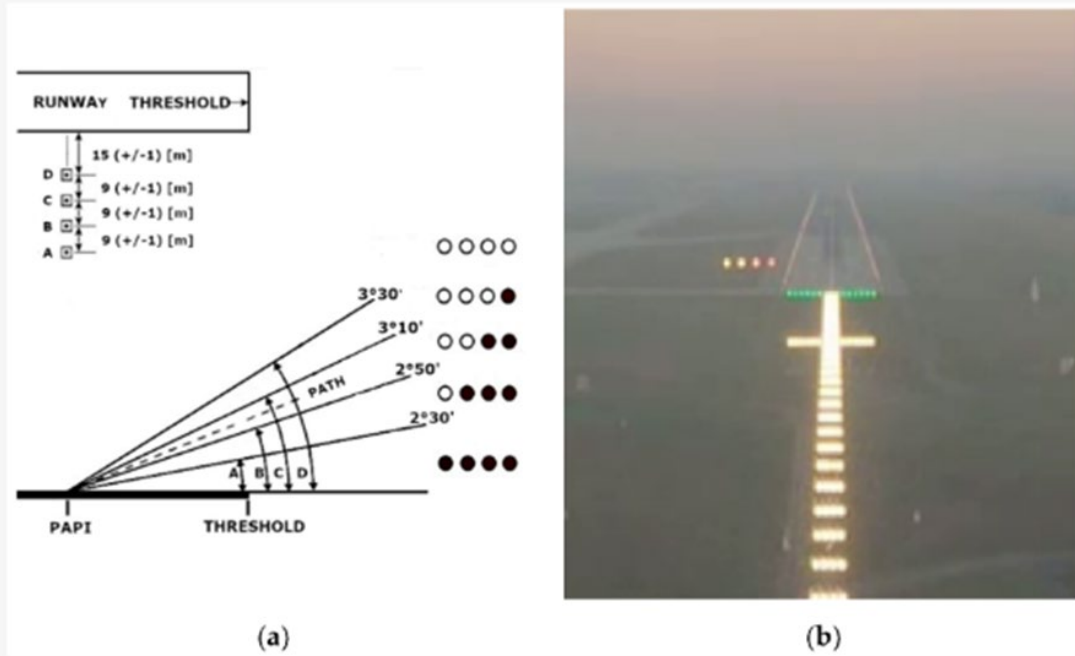 RUNWAY THRESHOLD
15 (+/-1) [m]
D
9 (+/-1) [m]
C
9 (+/-1) [m]
B
9 (+/-1) [m]
A
3°30'
3°10'
2°50'
PATH
2°30'
A B C D
PAPI THRESHOLD
(a) (b)